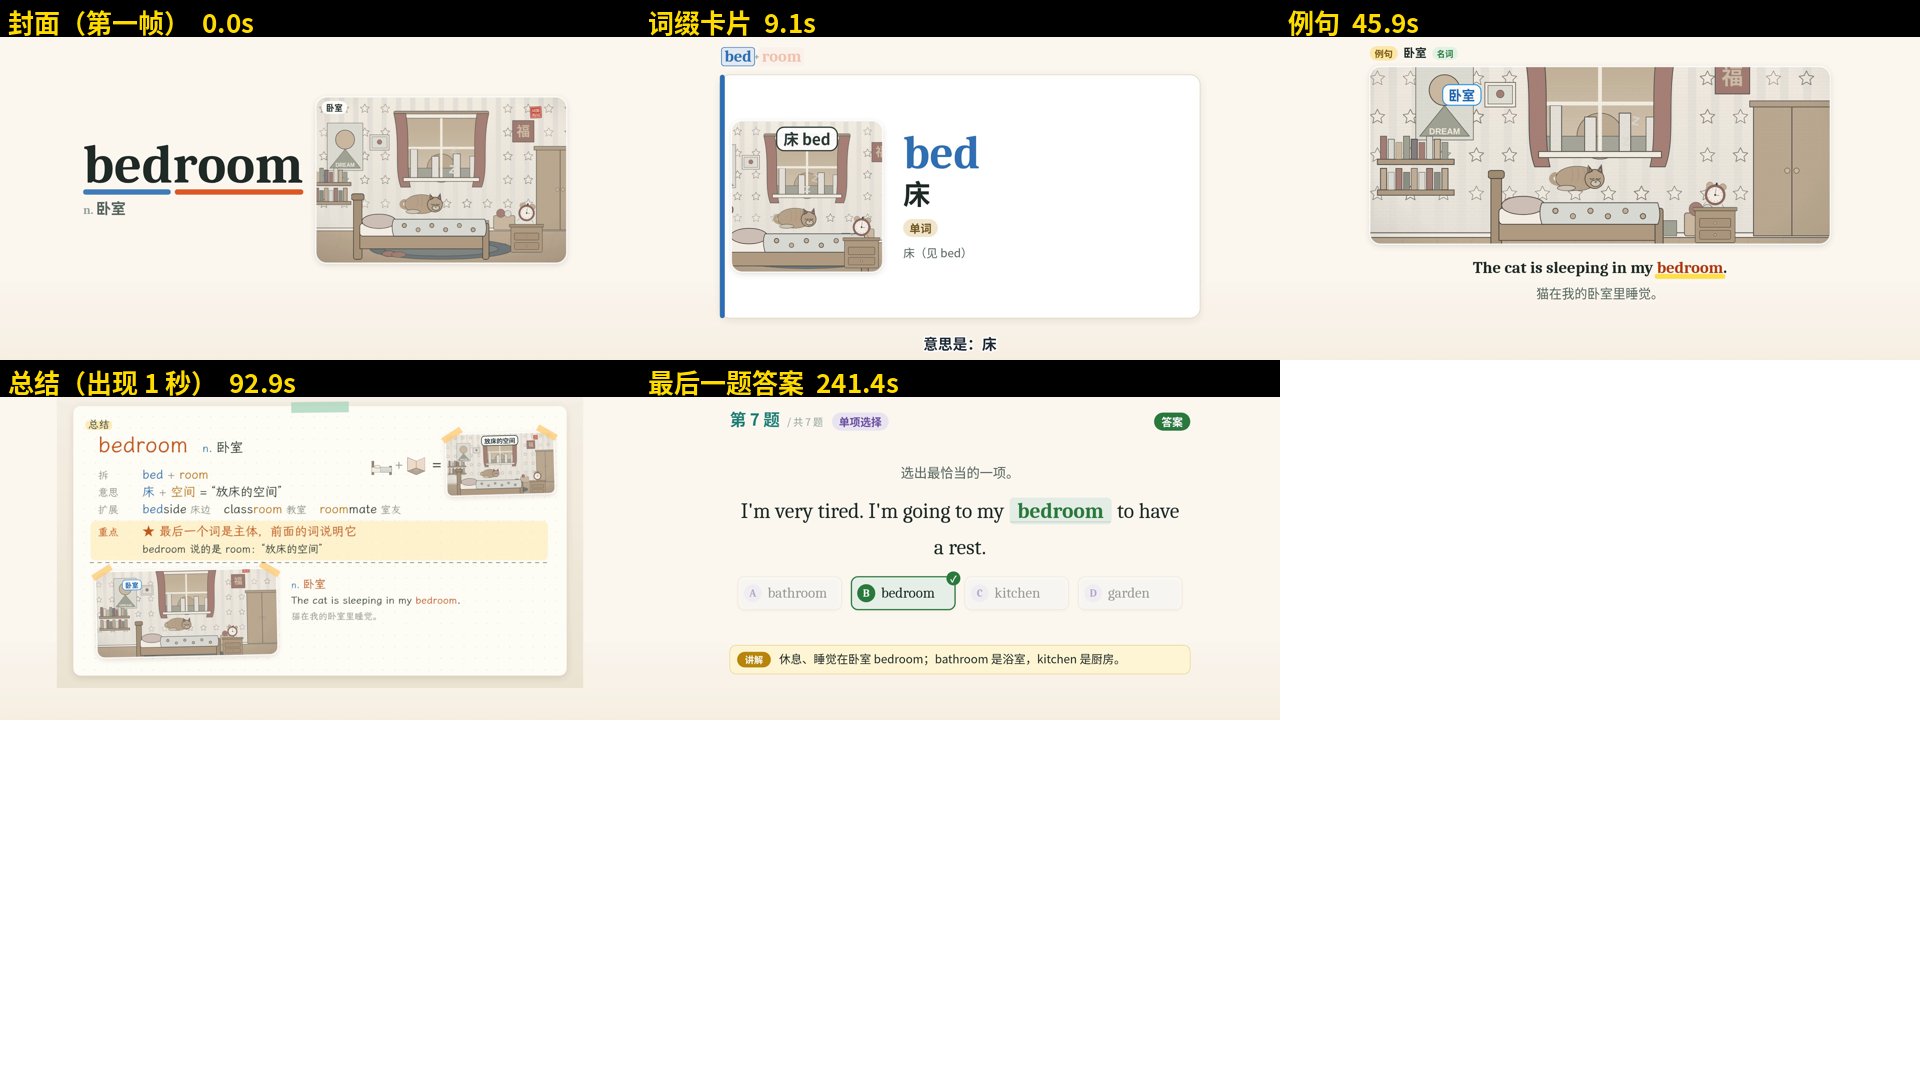 封面（第一帧） 0.0s
卧室
福
DREAM
bedroom
n. 卧室
词缀卡片 9.1s
bed + room
床 bed
bed
床
单词
床（见 bed）
意思是：床
例句 45.9s
例句 卧室 名词
福
卧室
DREAM
The cat is sleeping in my bedroom.
猫在我的卧室里睡觉。
总结（出现 1 秒） 92.9s
总结
bedroom n. 卧室
放床的空间
+ =
拆 bed + room
意思 床 + 空间 = “放床的空间”
扩展 bedside 床边 classroom 教室 roommate 室友
重点 ★ 最后一个词是主体，前面的词说明它
bedroom 说的是 room：“放床的空间”
卧室
福
n. 卧室
The cat is sleeping in my bedroom.
猫在我的卧室里睡觉。
最后一题答案 241.4s
第 7 题 / 共 7 题 单项选择 答案
选出最恰当的一项。
I'm very tired. I'm going to my bedroom to have
a rest.
A bathroom B bedroom C kitchen D garden
讲解 休息、睡觉在卧室 bedroom；bathroom 是浴室，kitchen 是厨房。